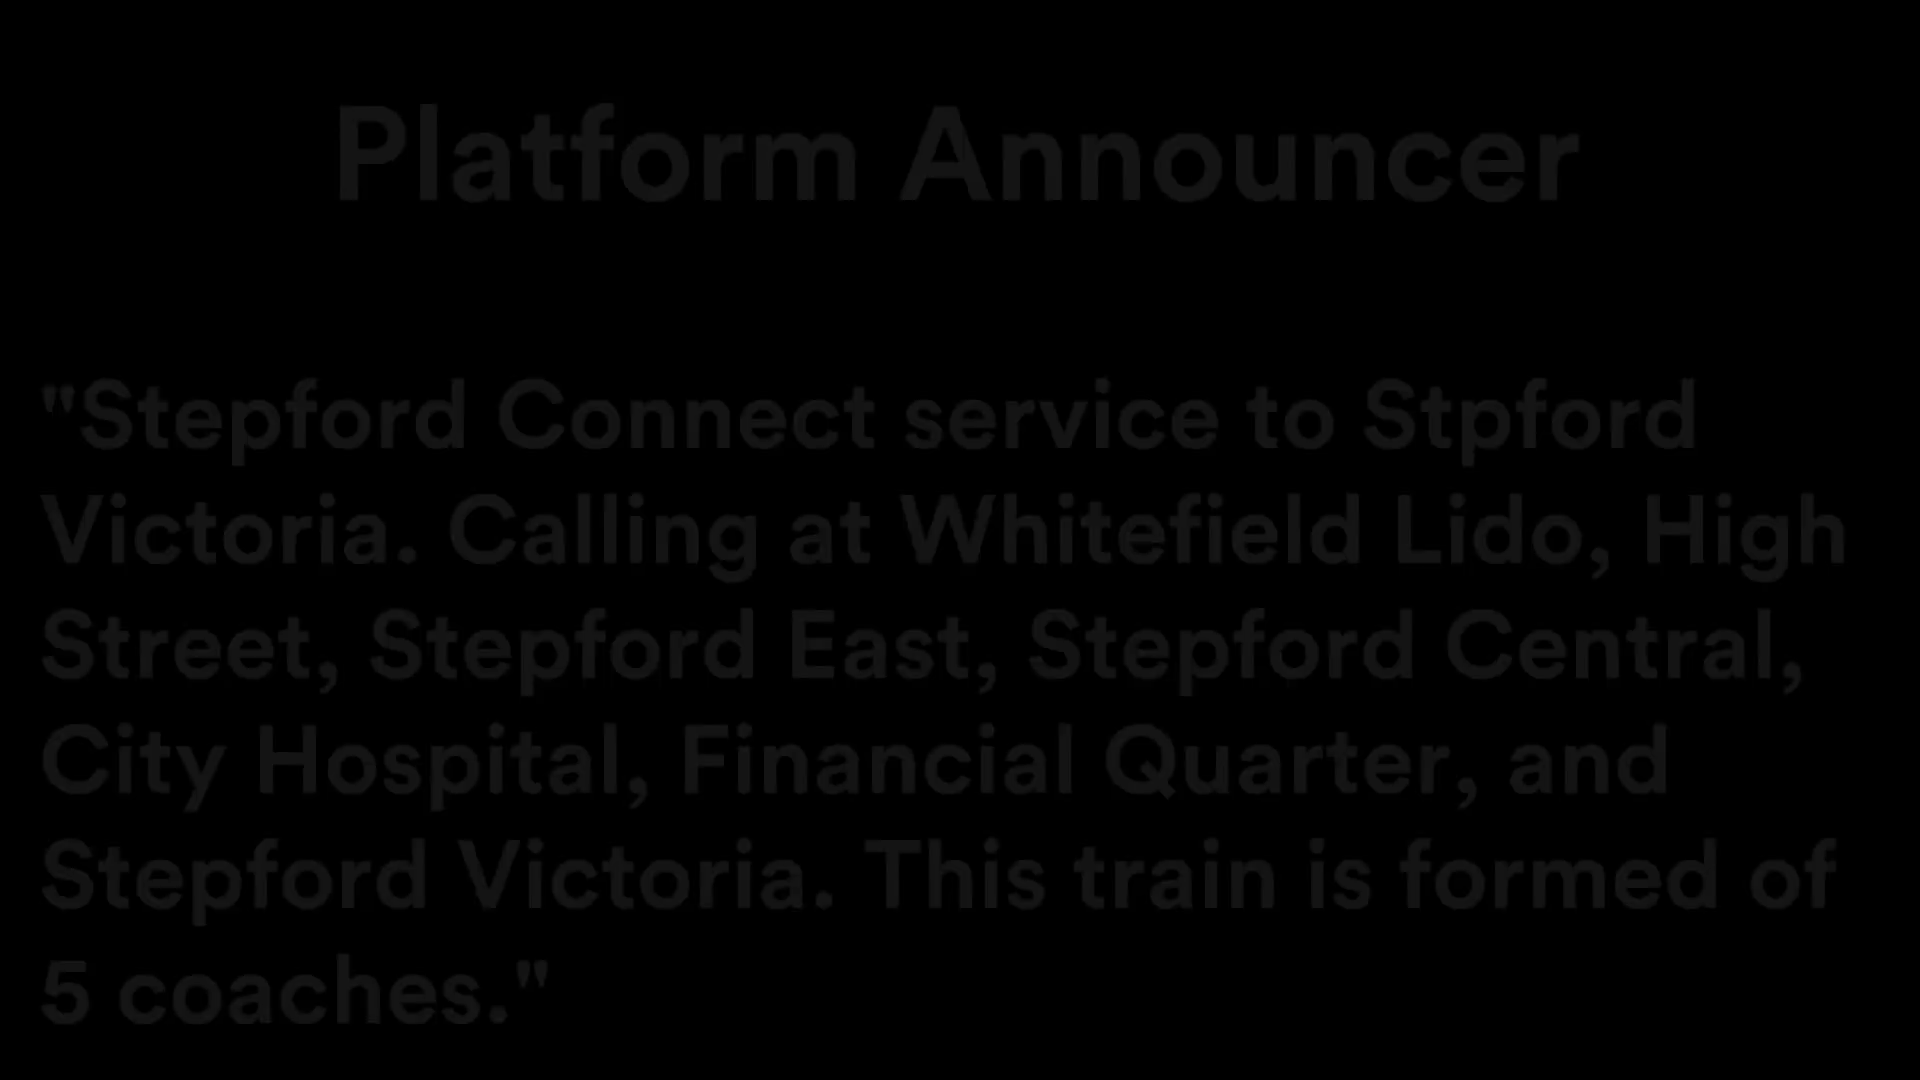 Platform Announcer
"Stepford Connect service to Stpford
Victoria. Calling at Whitefield Lido, High
Street, Stepford East, Stepford Central,
City Hospital, Financial Quarter, and
Stepford Victoria. This train is formed of
5 coaches."